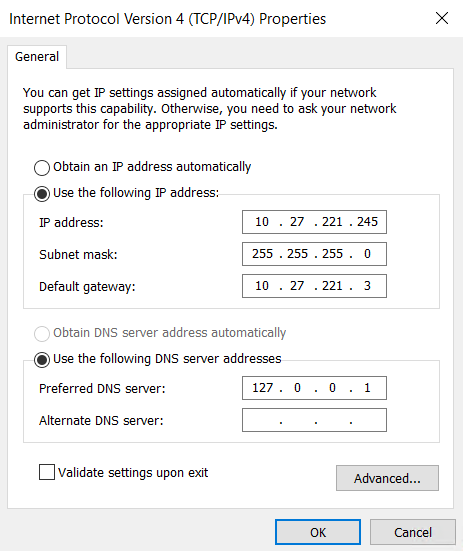 Internet Protocol Version 4 (TCP/IPv4) Properties
General
You can get IP settings assigned automatically if your network
supports this capability. Otherwise, you need to ask your network
administrator for the appropriate IP settings.
Obtain an IP address automatically
Use the following IP address:
IP address: 10 . 27 . 221 . 245
Subnet mask: 255 . 255 . 255 . 0
Default gateway: 10 . 27 . 221 . 3
Obtain DNS server address automatically
Use the following DNS server addresses
Preferred DNS server: 127 . 0 . 0 . 1
Alternate DNS server: . . .
Validate settings upon exit
Advanced...
OK Cancel